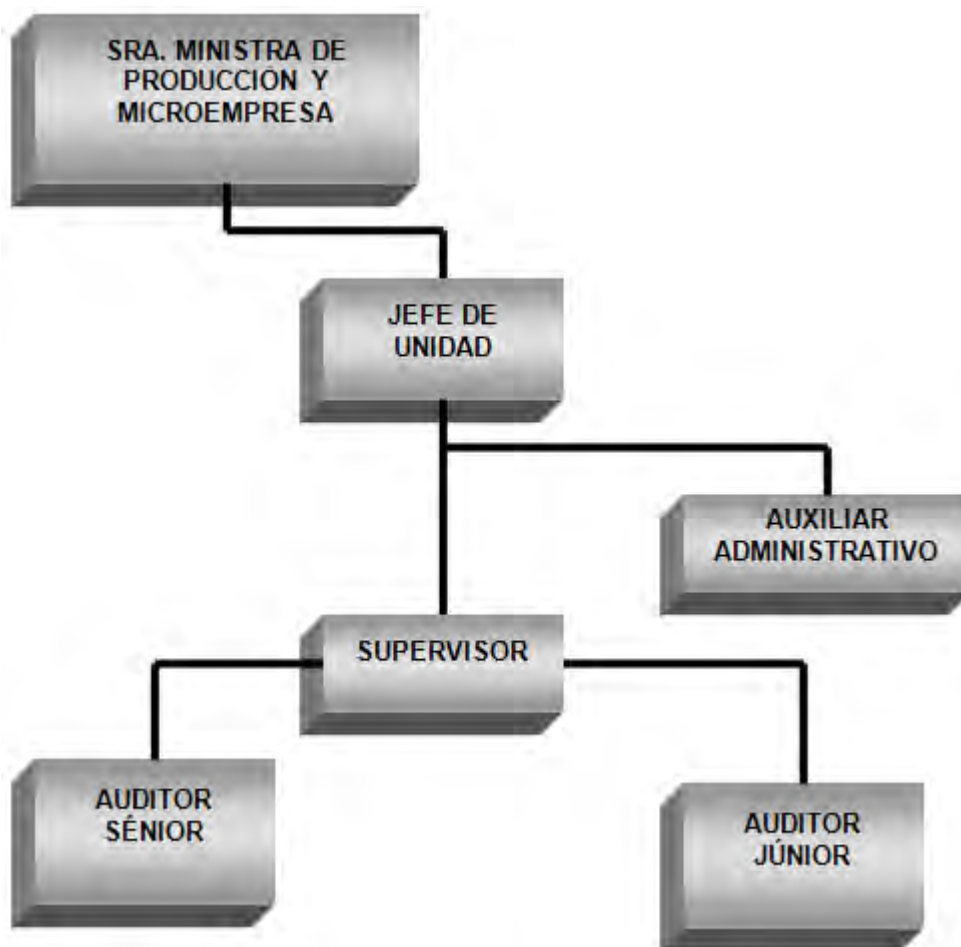 SRA. MINISTRA DE
PRODUCCIÓN Y
MICROEMPRESA
JEFE DE
UNIDAD
AUXILIAR
ADMINISTRATIVO
SUPERVISOR
AUDITOR
SÉNIOR
AUDITOR
JÚNIOR